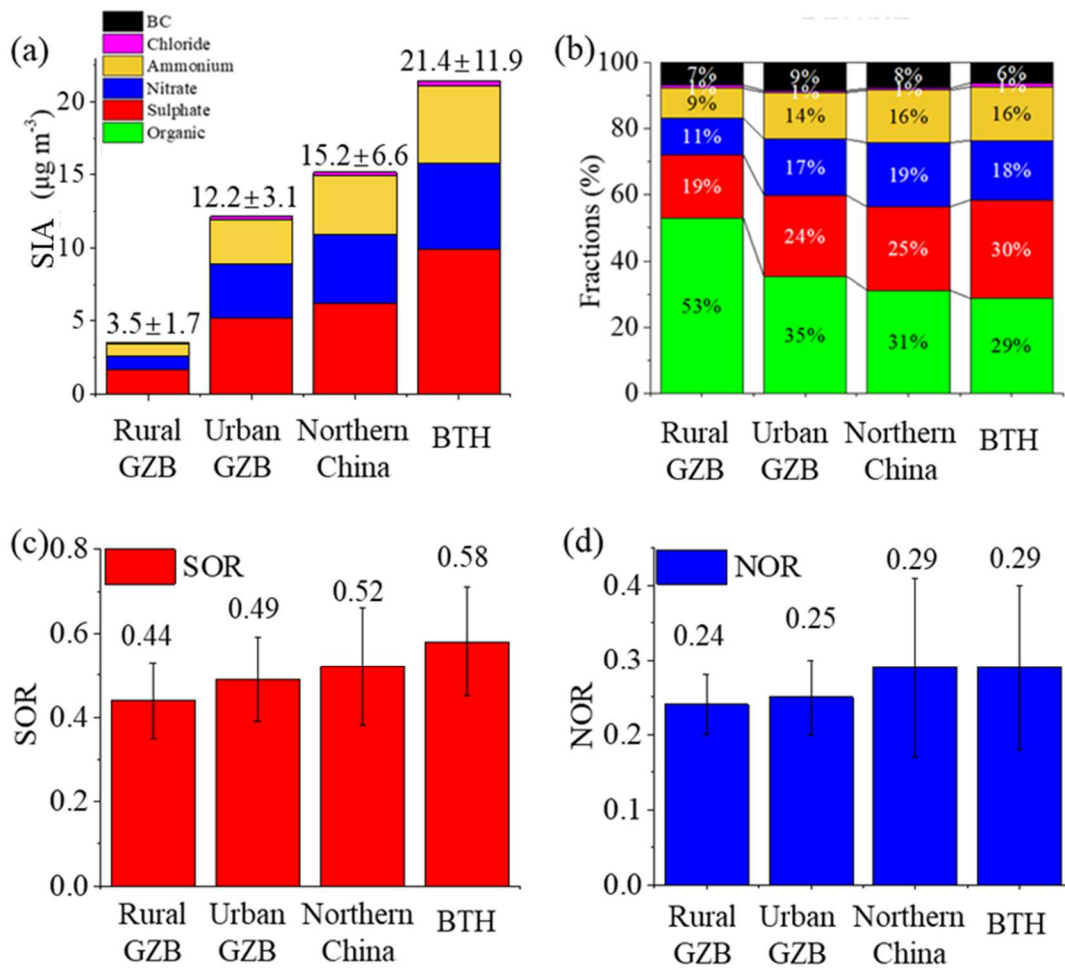 (a)
BC
Chloride
Ammonium
Nitrate
Sulphate
Organic
SIA (μg m⁻³)
20
15
10
5
0
3.5±1.7
12.2±3.1
15.2±6.6
21.4±11.9
Rural GZB
Urban GZB
Northern China
BTH
(b)
Fractions (%)
100
80
60
40
20
0
7%
1%
9%
11%
19%
53%
9%
1%
14%
17%
24%
35%
8%
1%
16%
19%
25%
31%
6%
1%
16%
18%
30%
29%
Rural GZB
Urban GZB
Northern China
BTH
(c)
SOR
SOR
0.8
0.6
0.4
0.2
0.0
0.44
0.49
0.52
0.58
Rural GZB
Urban GZB
Northern China
BTH
(d)
NOR
NOR
0.4
0.3
0.2
0.1
0.0
0.24
0.25
0.29
0.29
Rural GZB
Urban GZB
Northern China
BTH